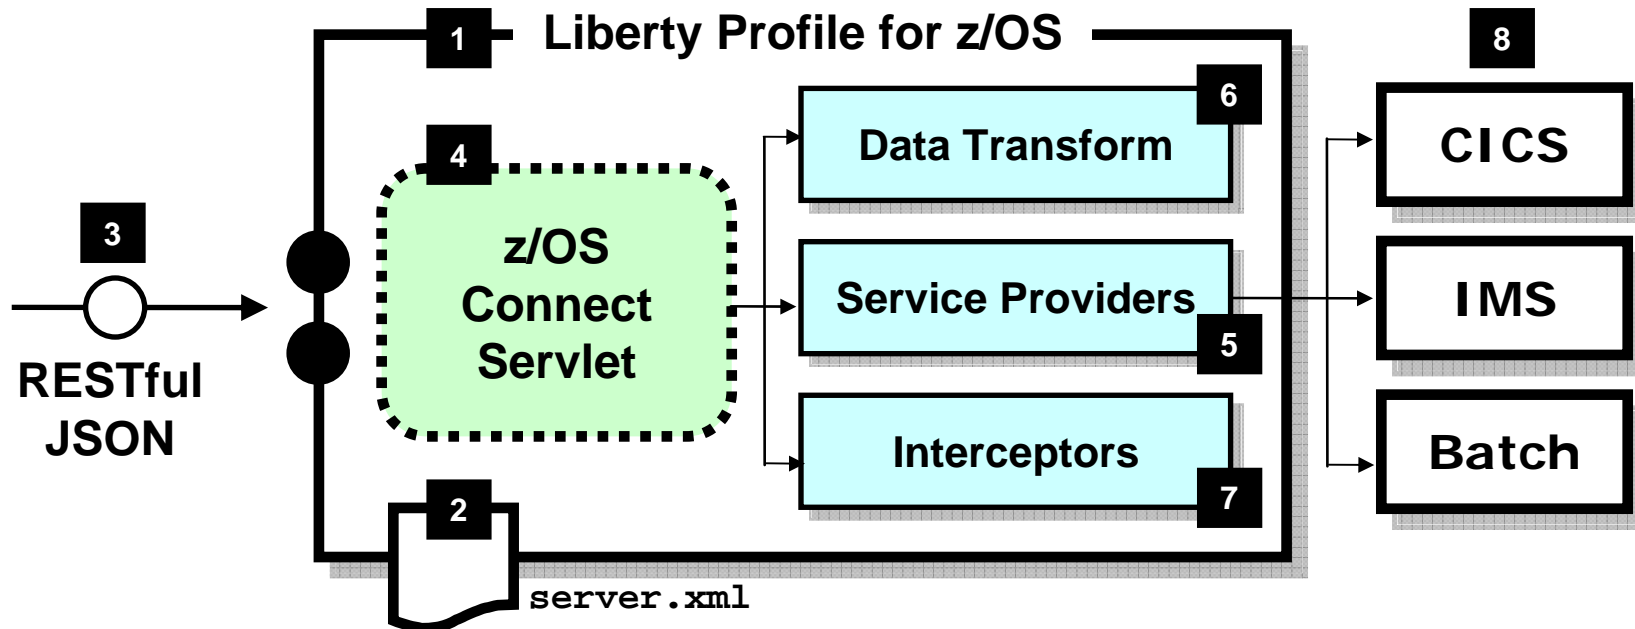 1
Liberty Profile for z/OS
8
6
Data Transform
CICS
4
z/OS
Connect
Servlet
3
RESTful
JSON
Service Providers
5
IMS
Interceptors
7
Batch
2
server.xml